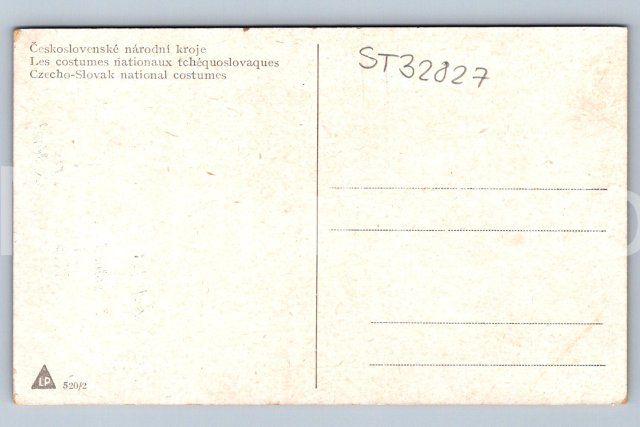 Československé národní kroje
Les costumes nationaux tchéquoslovaques
Czecho-Slovak national costumes
ST32827
LP 520/2